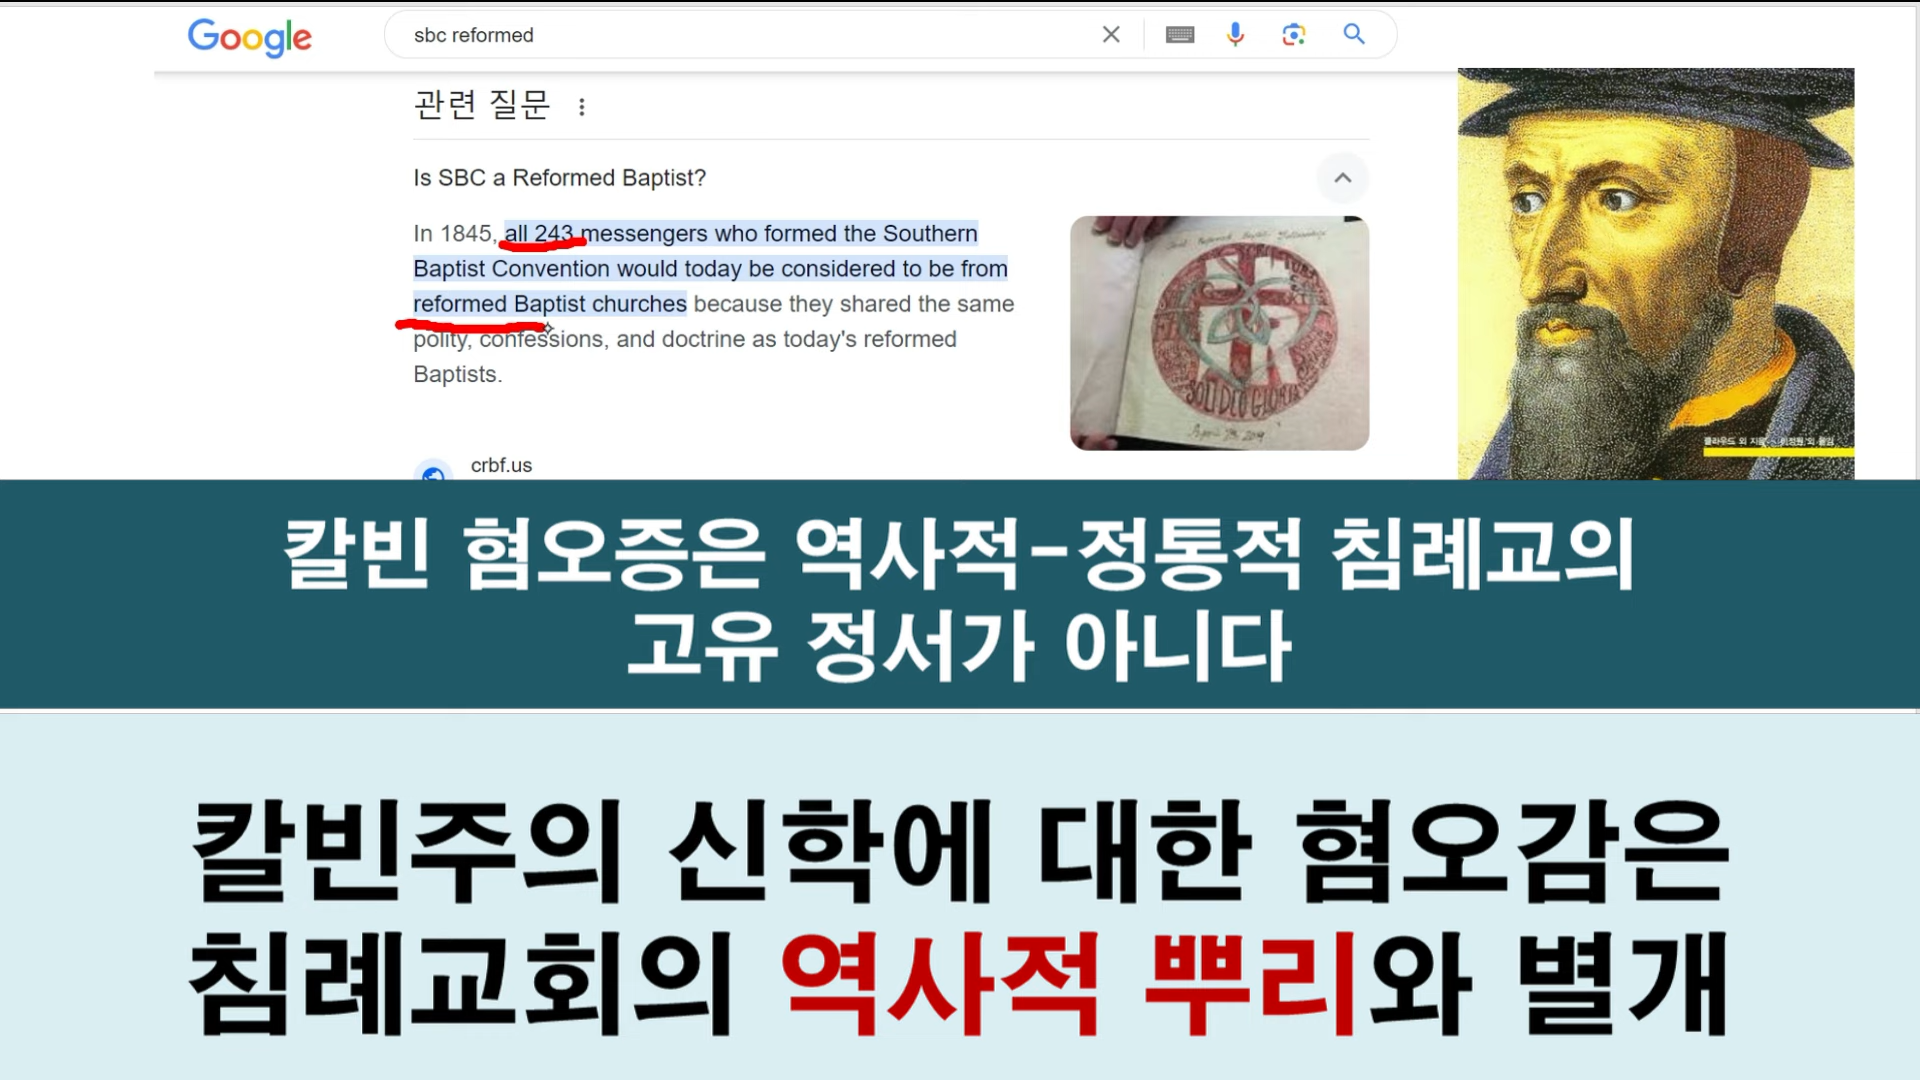 Google
sbc reformed
관련 질문
Is SBC a Reformed Baptist?
In 1845, all 243 messengers who formed the Southern
Baptist Convention would today be considered to be from
reformed Baptist churches because they shared the same
polity, confessions, and doctrine as today's reformed
Baptists.
SOLI DEO GLORIA
crbf.us
칼빈 혐오증은 역사적-정통적 침례교의
고유 정서가 아니다
칼빈주의 신학에 대한 혐오감은
침례교회의 역사적 뿌리와 별개